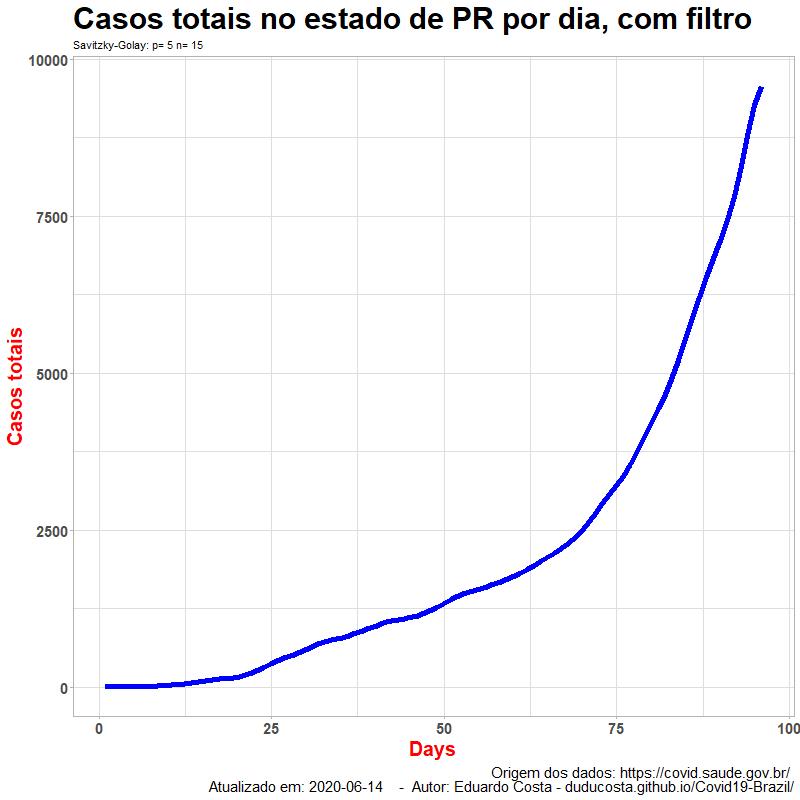 Casos totais no estado de PR por dia, com filtro
Savitzky-Golay: p= 5 n= 15
10000
7500
5000
2500
0
Casos totais
0 25 50 75 100
Days
Origem dos dados: https://covid.saude.gov.br/
Atualizado em: 2020-06-14 - Autor: Eduardo Costa - duducosta.github.io/Covid19-Brazil/